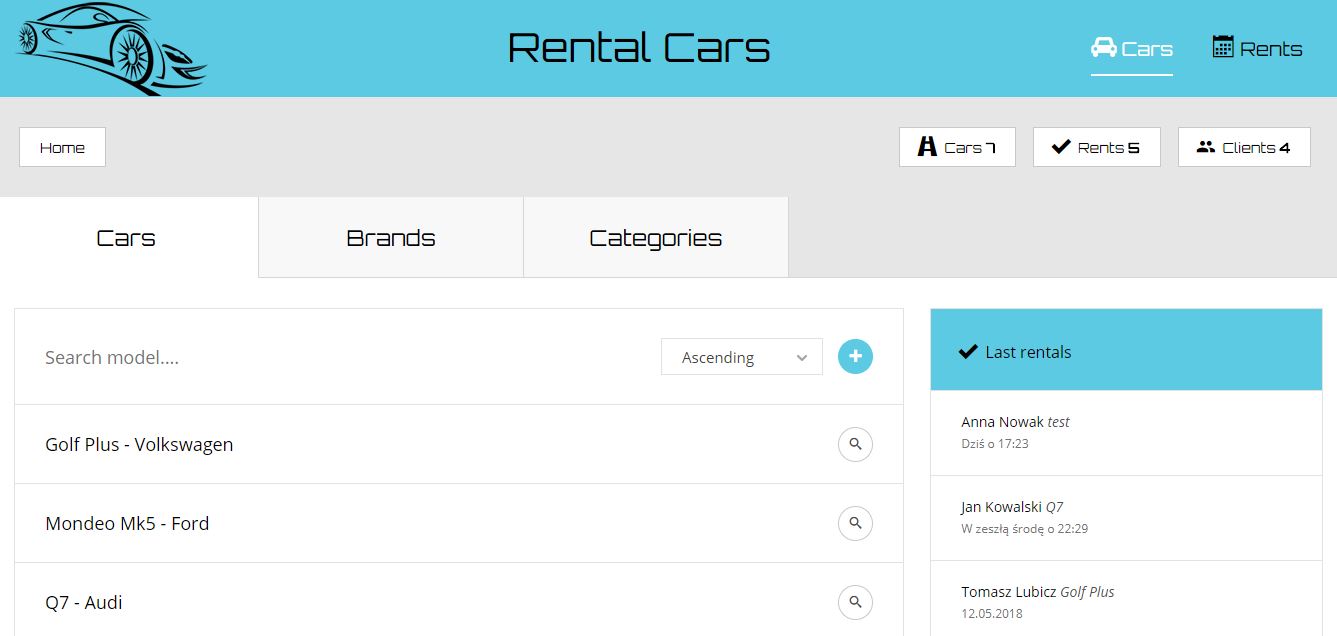 Rental Cars
Cars
Rents
Home
Cars 7
Rents 5
Clients 4
Cars
Brands
Categories
Search model....
Ascending
Golf Plus - Volkswagen
Mondeo Mk5 - Ford
Q7 - Audi
Last rentals
Anna Nowak test
Dziś o 17:23
Jan Kowalski Q7
W zeszłą środę o 22:29
Tomasz Lubicz Golf Plus
12.05.2018